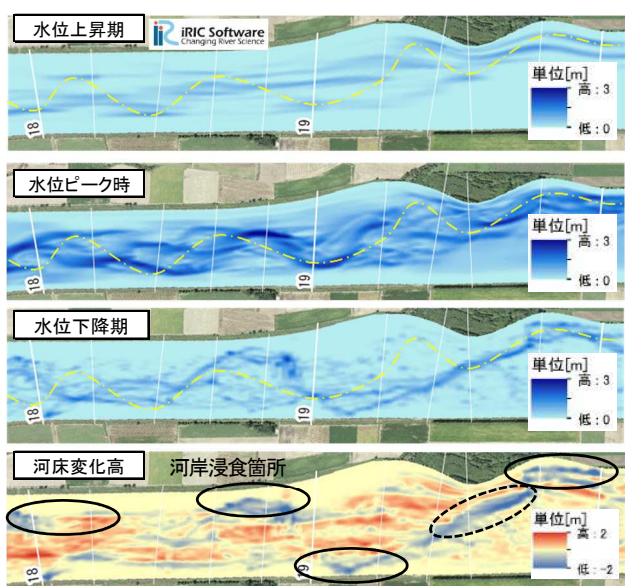 水位上昇期
iRIC Software
Changing River Science
単位[m]
高 : 3
低 : 0
18
19
水位ピーク時
単位[m]
高 : 3
低 : 0
18
19
水位下降期
単位[m]
高 : 3
低 : 0
18
19
河床変化高
河岸浸食箇所
単位[m]
高 : 2
低 : -2
18
19